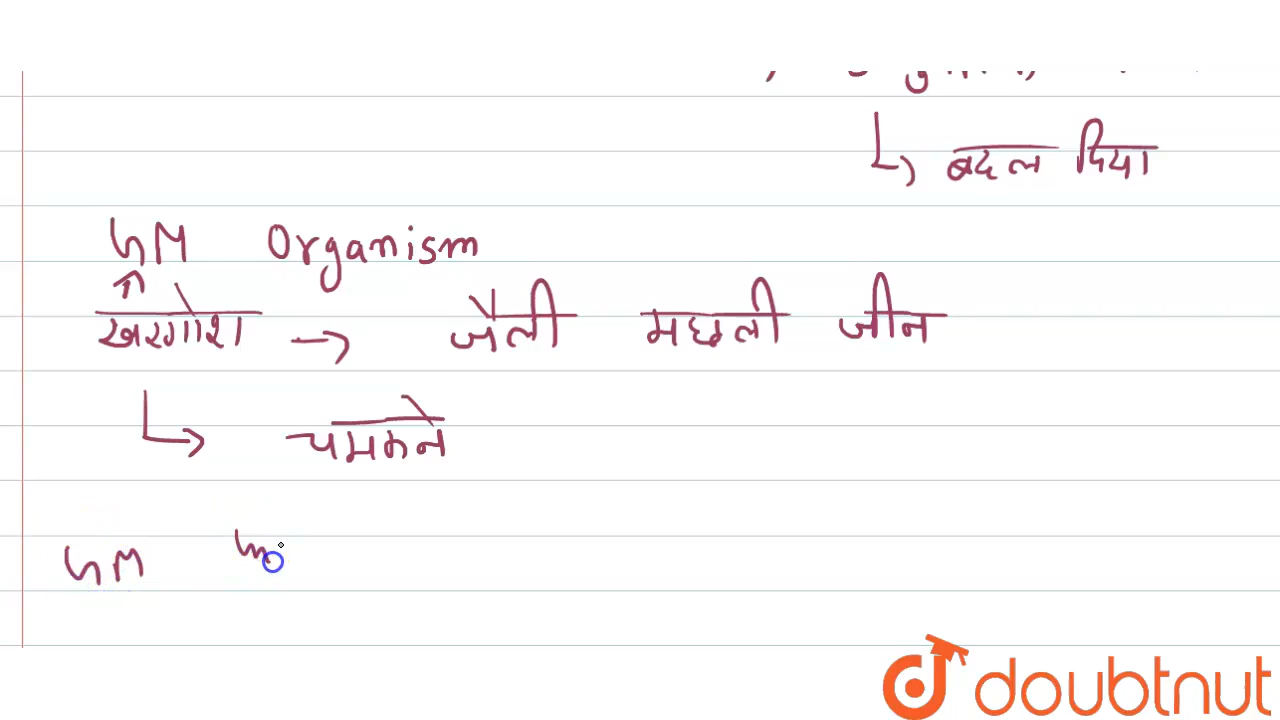 बदल दिया
GM Organism
खरगोश → जैली मछली जीन
चमकने
GM
doubtnut